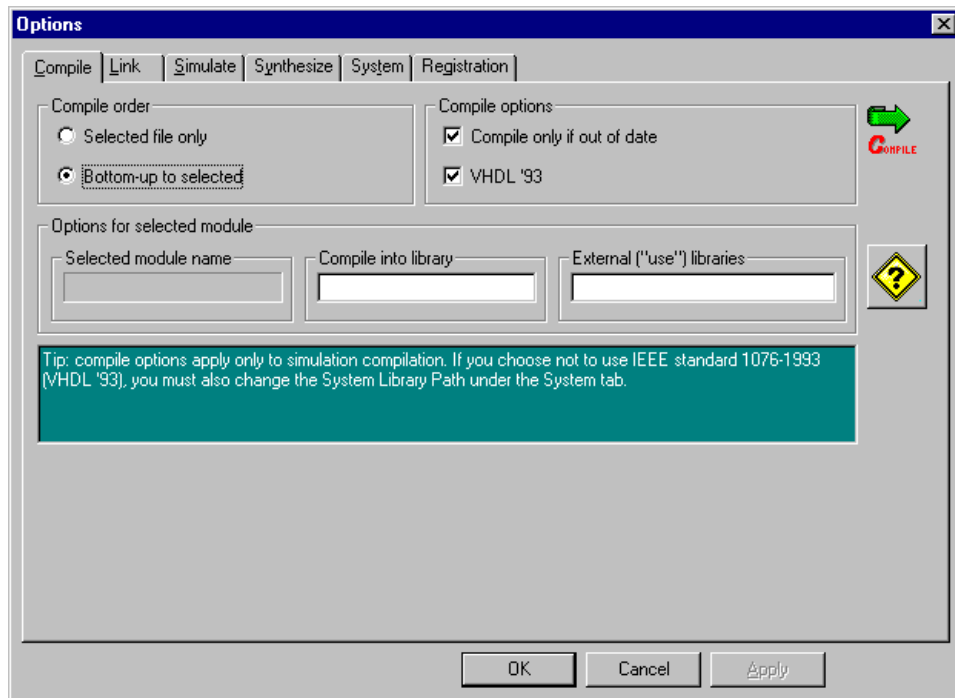 Options
Compile Link Simulate Synthesize System Registration
Compile order
Selected file only
Bottom-up to selected
Compile options
Compile only if out of date
VHDL '93
COMPILE
Options for selected module
Selected module name
Compile into library
External ("use") libraries
?
Tip: compile options apply only to simulation compilation. If you choose not to use IEEE standard 1076-1993
(VHDL '93), you must also change the System Library Path under the System tab.
OK Cancel Apply